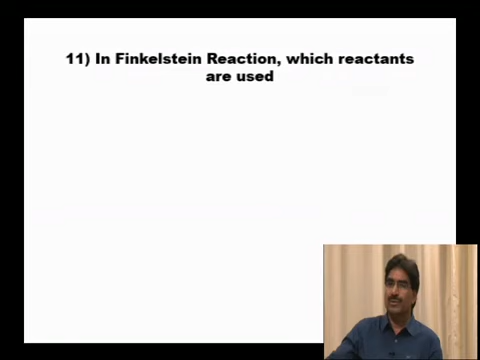 11) In Finkelstein Reaction, which reactants
are used